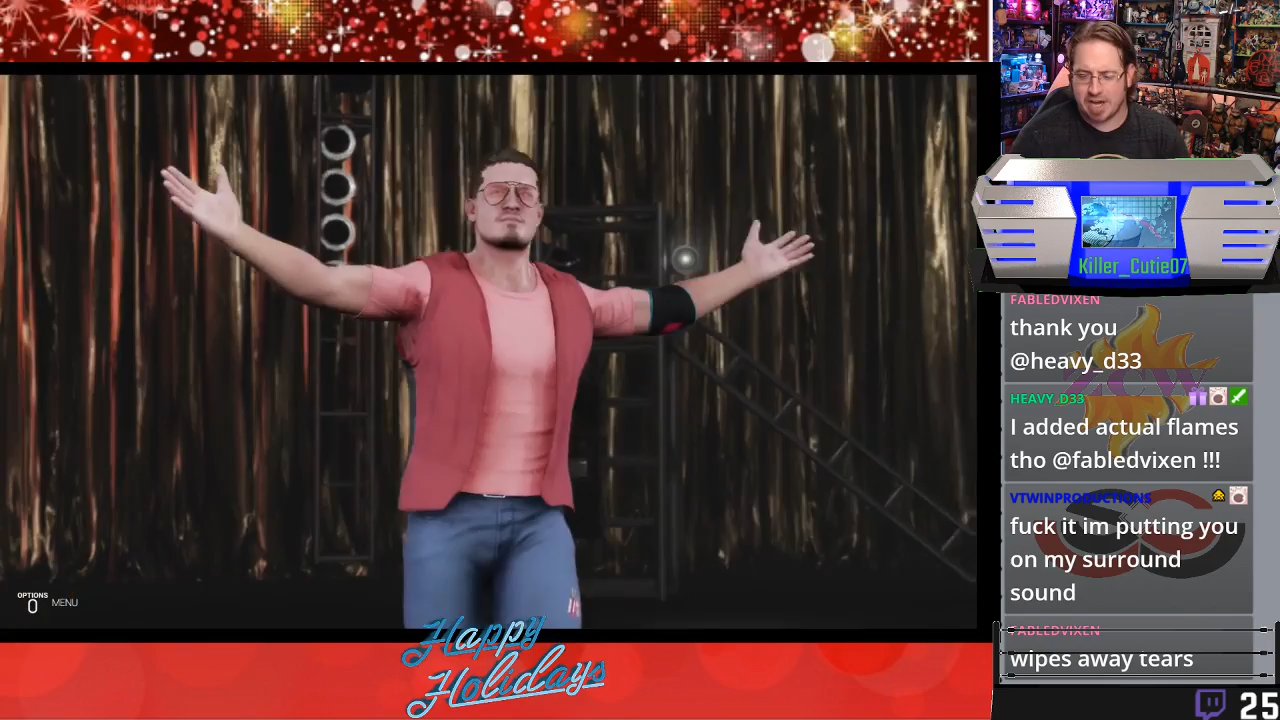 Killer_Cutie07
FABLEDVIXEN
thank you
@heavy_d33
HEAVY_D33
I added actual flames
tho @fabledvixen !!!
VTWINPRODUCTIONS
fuck it im putting you
on my surround
sound
FABLEDVIXEN
wipes away tears
OPTIONS
MENU
Happy
Holidays
25